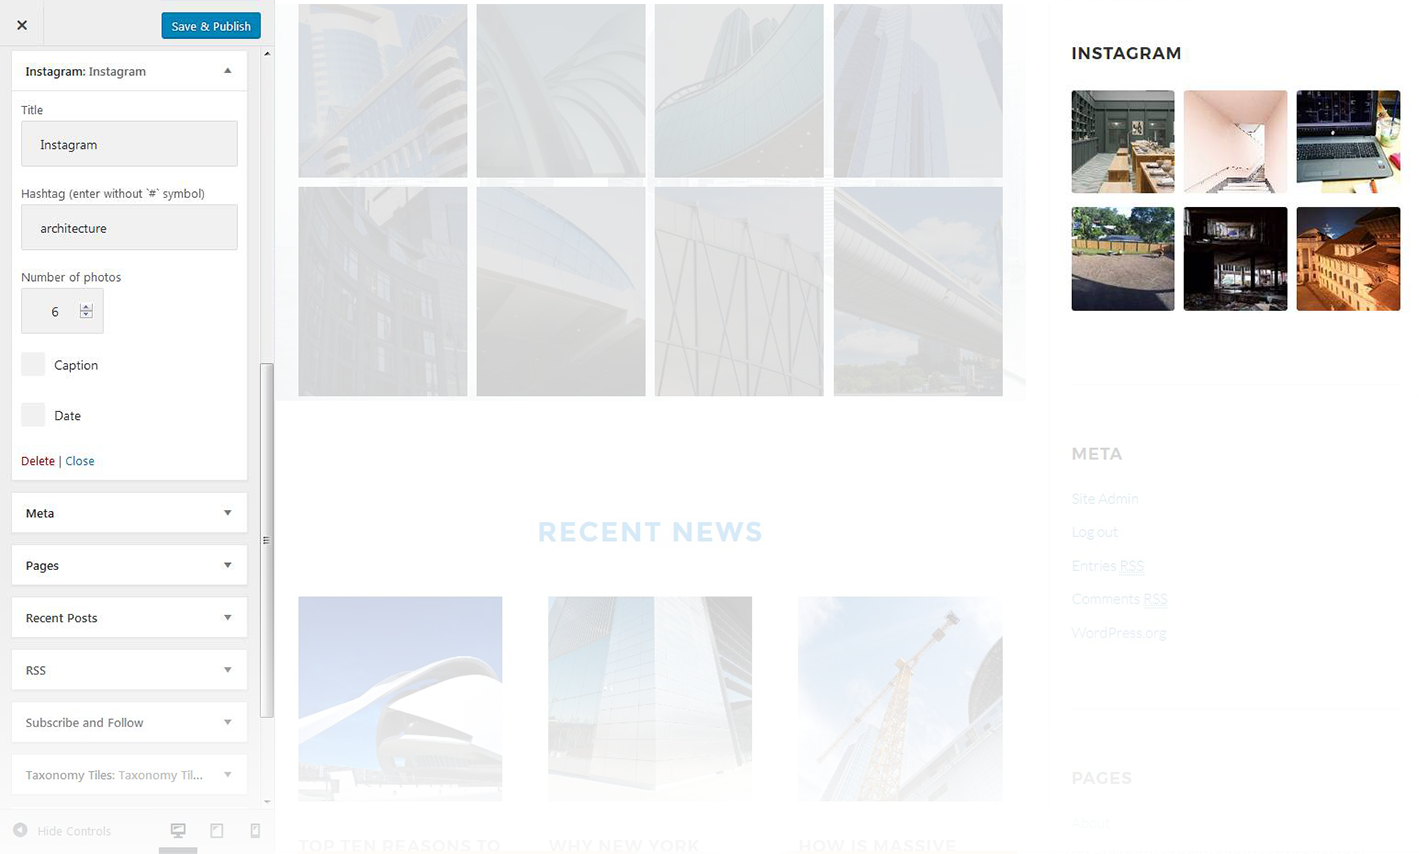 Save & Publish
Instagram: Instagram
Title
Instagram
Hashtag (enter without `#` symbol)
architecture
Number of photos
6
Caption
Date
Delete | Close
Meta
Pages
Recent Posts
RSS
Subscribe and Follow
Taxonomy Tiles: Taxonomy Til...
Hide Controls
RECENT NEWS
TOP TEN REASONS TO
WHY NEW YORK
HOW IS MASSIVE
INSTAGRAM
META
Site Admin
Log out
Entries RSS
Comments RSS
WordPress.org
PAGES
About